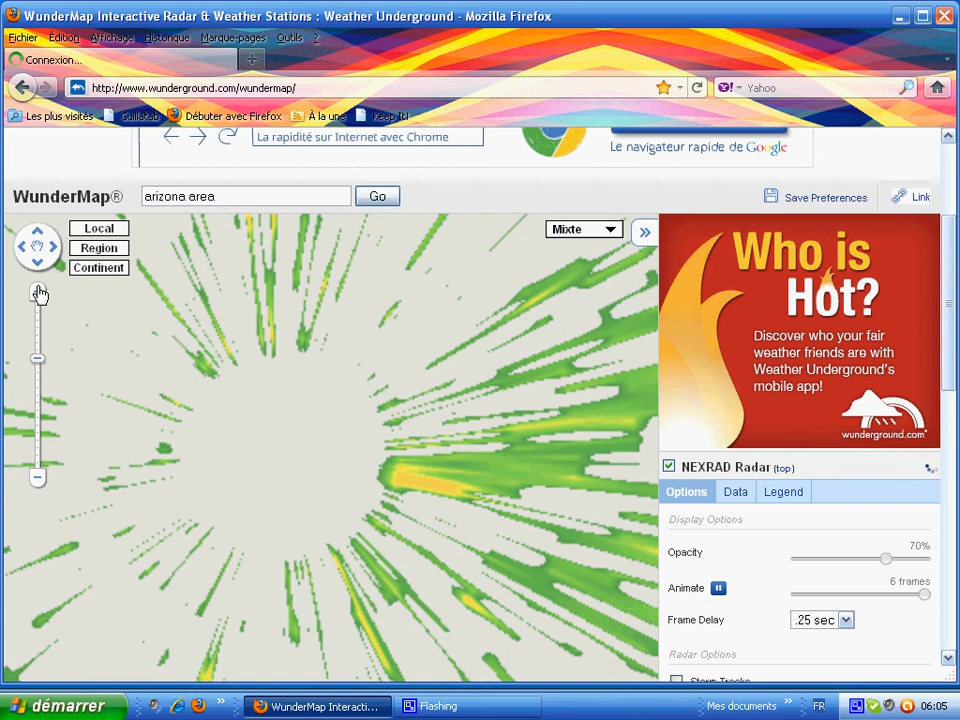 WunderMap Interactive Radar & Weather Stations : Weather Underground - Mozilla Firefox
Fichier Édition Affichage Historique Marque-pages Outils ?
Connexion...
http://www.wunderground.com/wundermap/
Yahoo
Les plus visités Guillatab Débuter avec Firefox À la une Keep It!
La rapidité sur Internet avec Chrome
Le navigateur rapide de Google
WunderMap® arizona area Go Save Preferences Link
Local
Region
Continent
Mixte
Who is
Hot?
Discover who your fair
weather friends are with
Weather Underground's
mobile app!
wunderground.com
NEXRAD Radar (top)
Options Data Legend
Display Options
Opacity 70%
Animate 6 frames
Frame Delay .25 sec
Radar Options
Storm Tracks
démarrer WunderMap Interacti... Flashing Mes documents FR 06:05